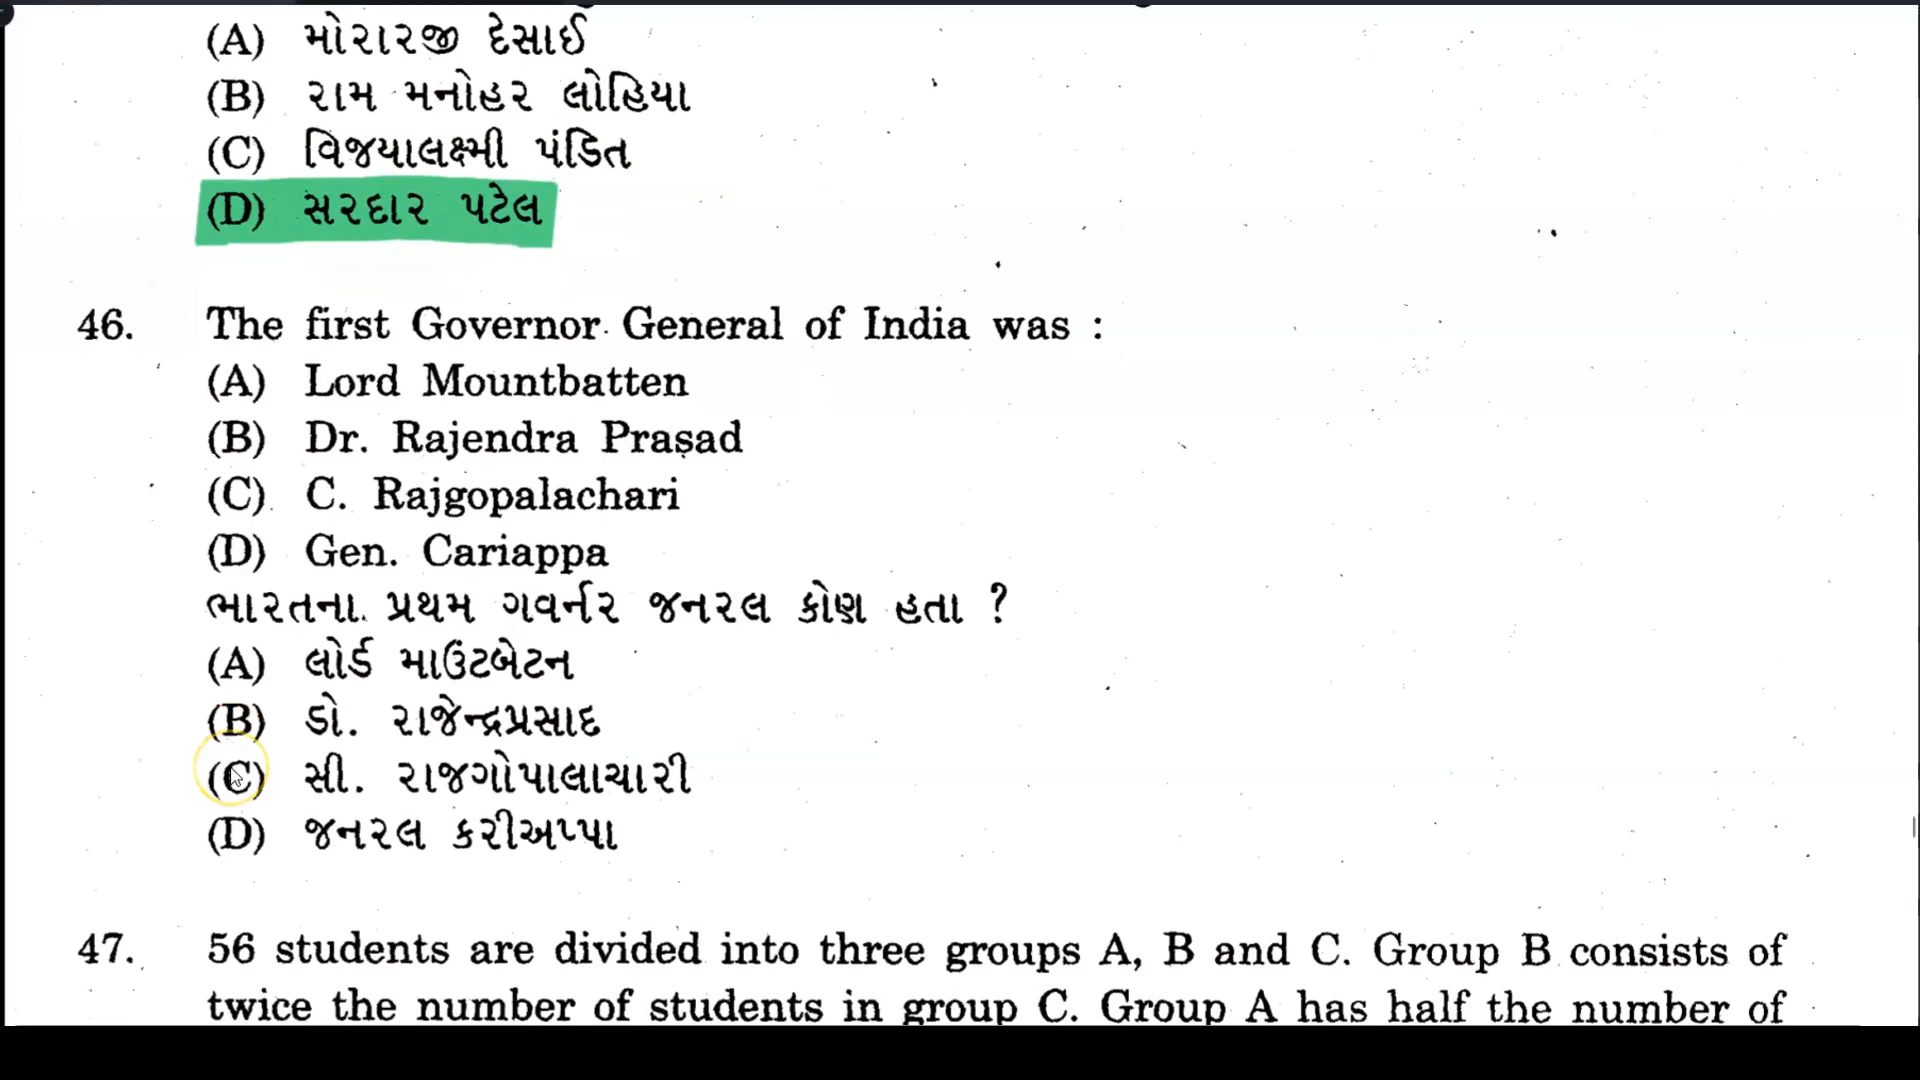 (A) મોરારજી દેસાઈ
(B) રામ મનોહર લોહિયા
(C) વિજયાલક્ષ્મી પંડિત
(D) સરદાર પટેલ
46. The first Governor General of India was :
(A) Lord Mountbatten
(B) Dr. Rajendra Prasad
(C) C. Rajgopalachari
(D) Gen. Cariappa
ભારતના પ્રથમ ગવર્નર જનરલ કોણ હતા ?
(A) લોર્ડ માઉંટબેટન
(B) ડો. રાજેન્દ્રપ્રસાદ
(C) સી. રાજગોપાલાચારી
(D) જનરલ કરીઅપ્પા
47. 56 students are divided into three groups A, B and C. Group B consists of
twice the number of students in group C. Group A has half the number of